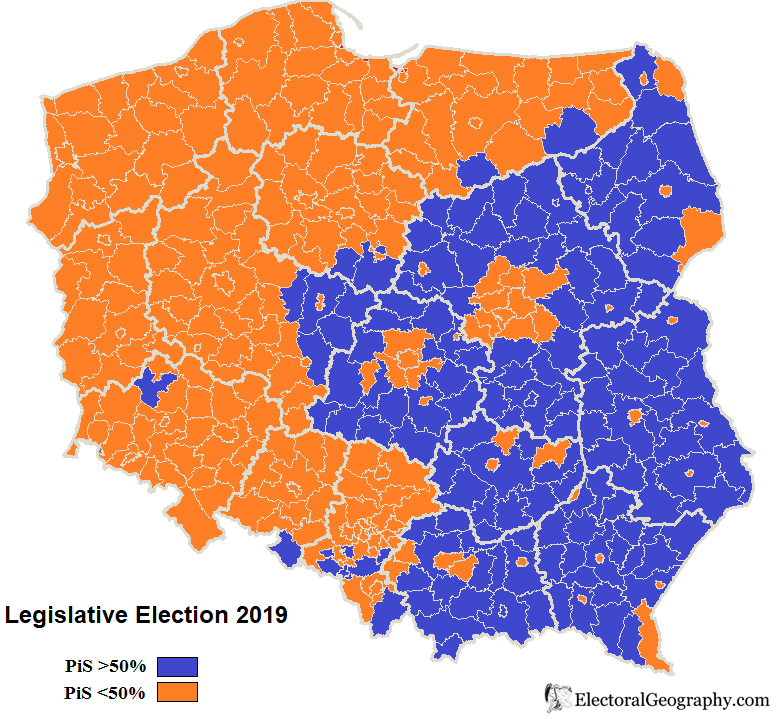 Legislative Election 2019
PiS >50%
PiS <50%
ElectoralGeography.com